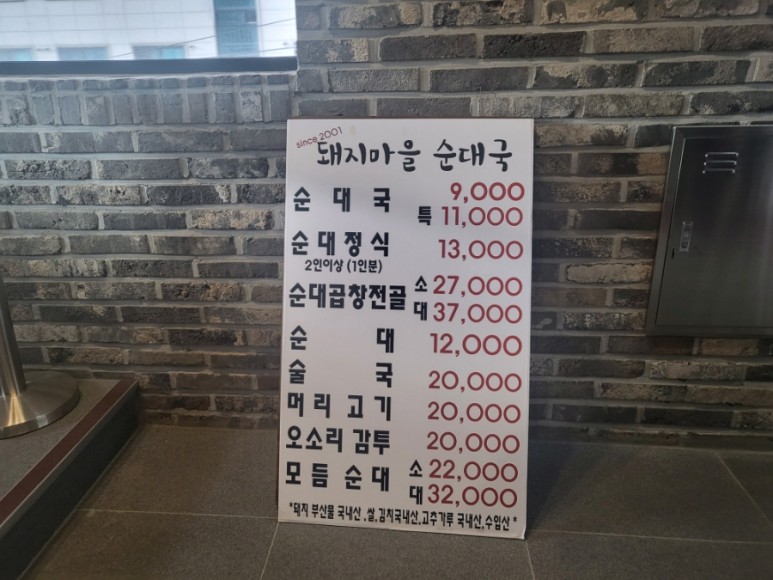 since 2001
돼지마을 순대국
순 대 국 9,000
특 11,000
순대정식 13,000
2인이상 (1인분)
순대곱창전골 소 27,000
대 37,000
순 대 12,000
술 국 20,000
머리 고기 20,000
오소리 감투 20,000
모듬 순대 소 22,000
대 32,000
*돼지 부산물 국내산 .쌀,김치국내산,고추가루 국내산,수입산 *